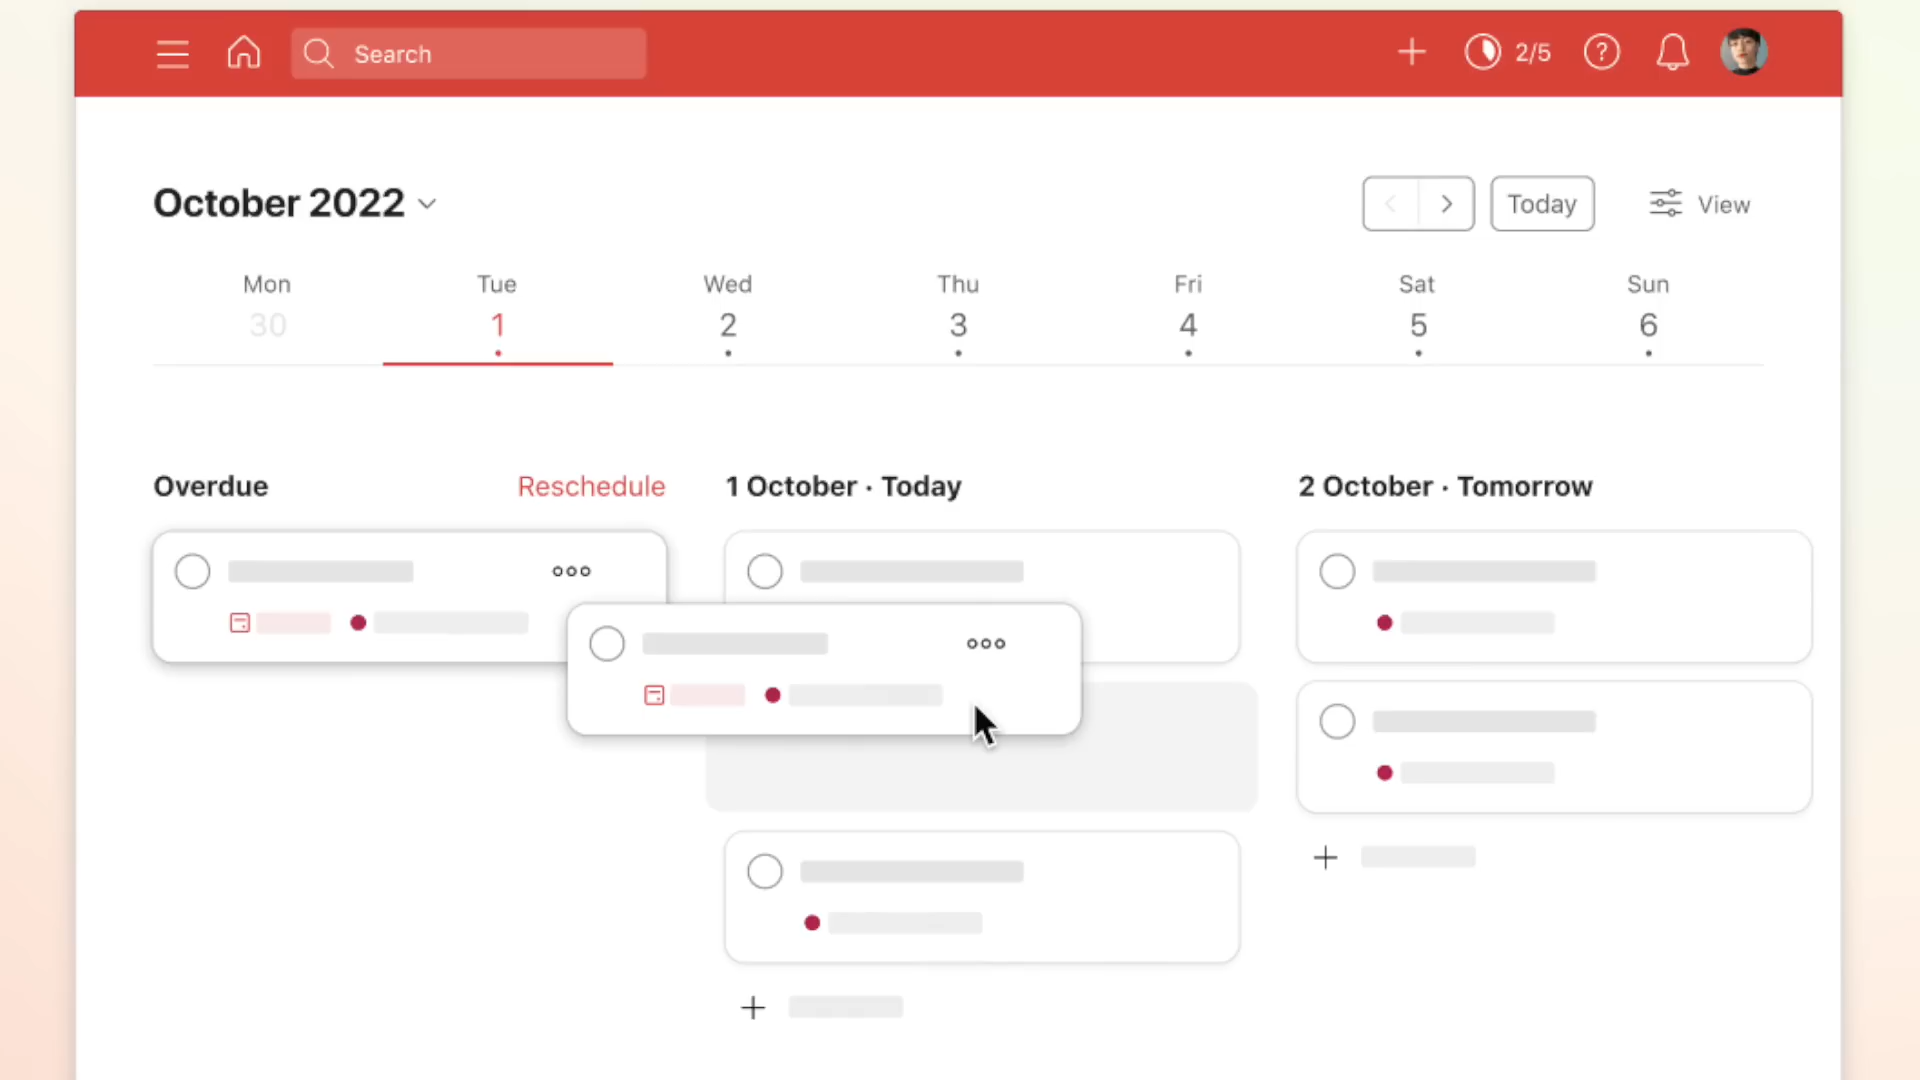 Search
2/5
October 2022
Today
View
Mon Tue Wed Thu Fri Sat Sun
30 1 2 3 4 5 6
Overdue
Reschedule
1 October · Today
2 October · Tomorrow